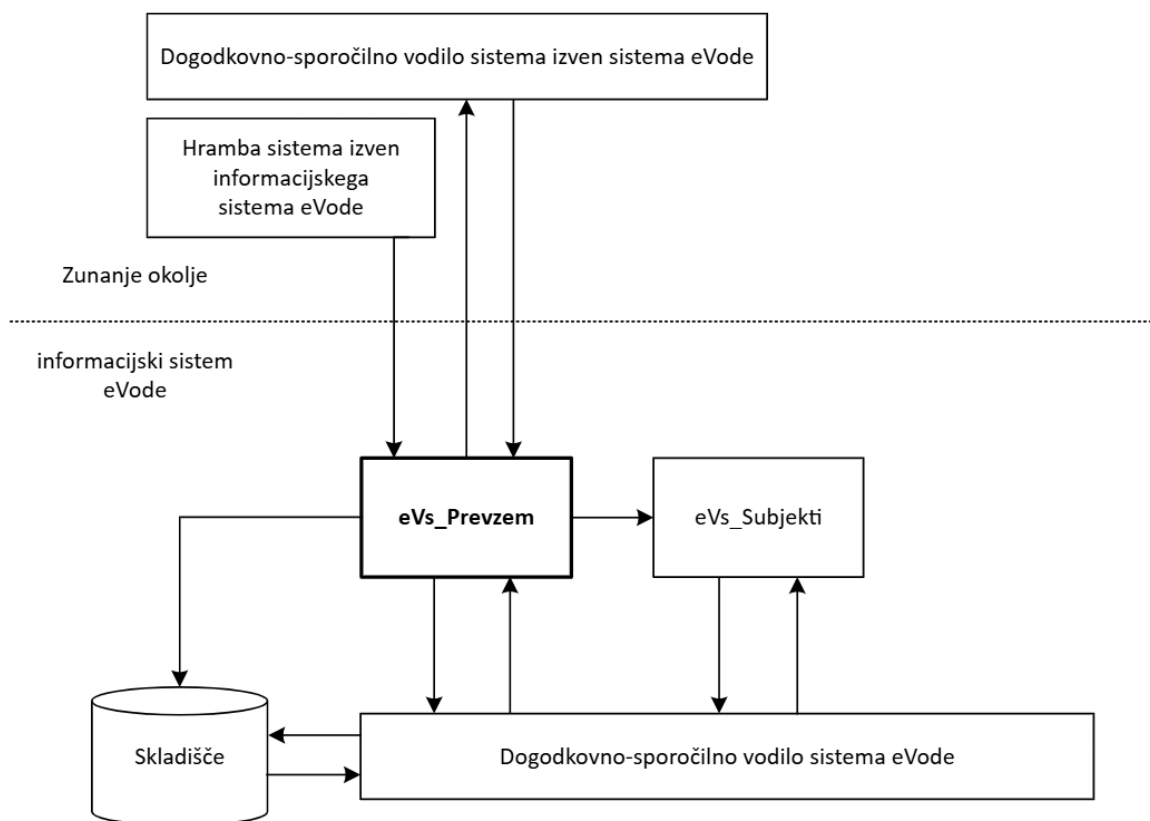 Dogodkovno-sporočilno vodilo sistema izven sistema eVode
Hramba sistema izven
informacijskega
sistema eVode
Zunanje okolje
informacijski sistem
eVode
eVs_Prevzem
eVs_Subjekti
Skladišče
Dogodkovno-sporočilno vodilo sistema eVode